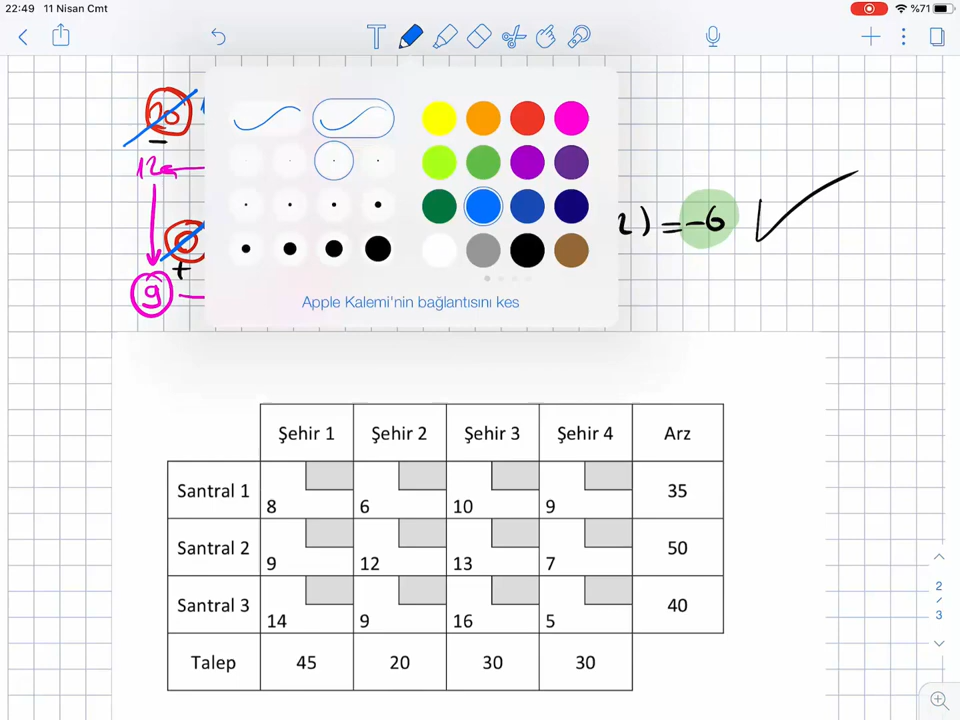 22:49 11 Nisan Cmt %71
T
20
12
2) = -6
0
+
9
Apple Kalemi'nin bağlantısını kes
Şehir 1 Şehir 2 Şehir 3 Şehir 4 Arz
Santral 1 8 6 10 9 35
Santral 2 9 12 13 7 50
Santral 3 14 9 16 5 40
Talep 45 20 30 30
2 / 3